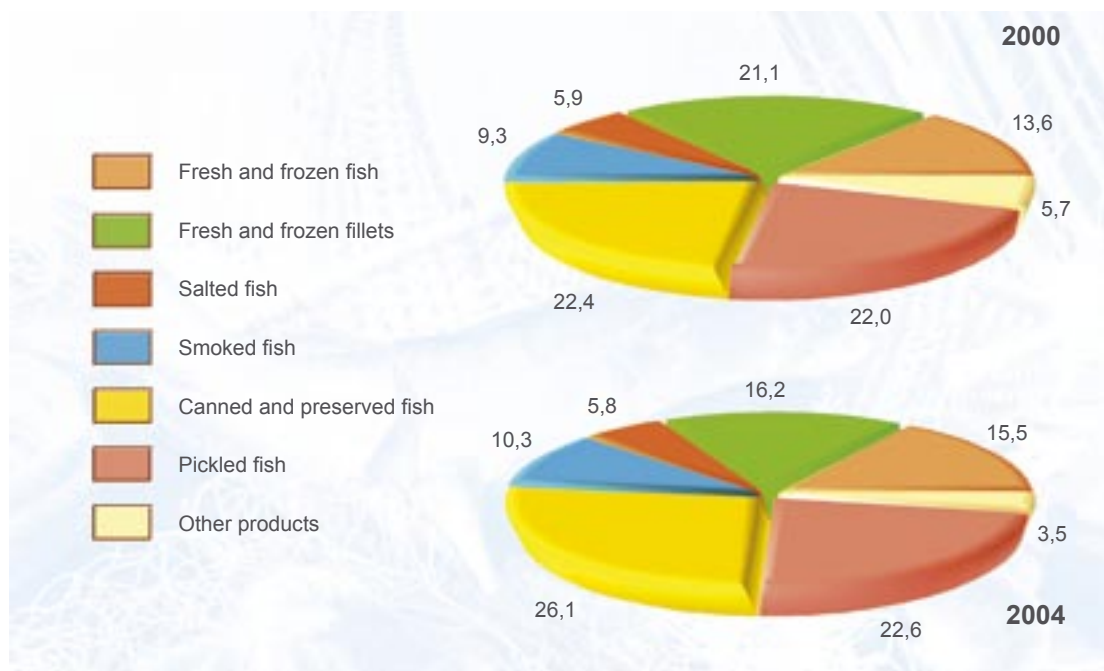 2000
21,1
5,9
13,6
9,3
5,7
22,4
22,0
Fresh and frozen fish
Fresh and frozen fillets
Salted fish
Smoked fish
Canned and preserved fish
Pickled fish
Other products
16,2
5,8
15,5
10,3
3,5
26,1
22,6
2004